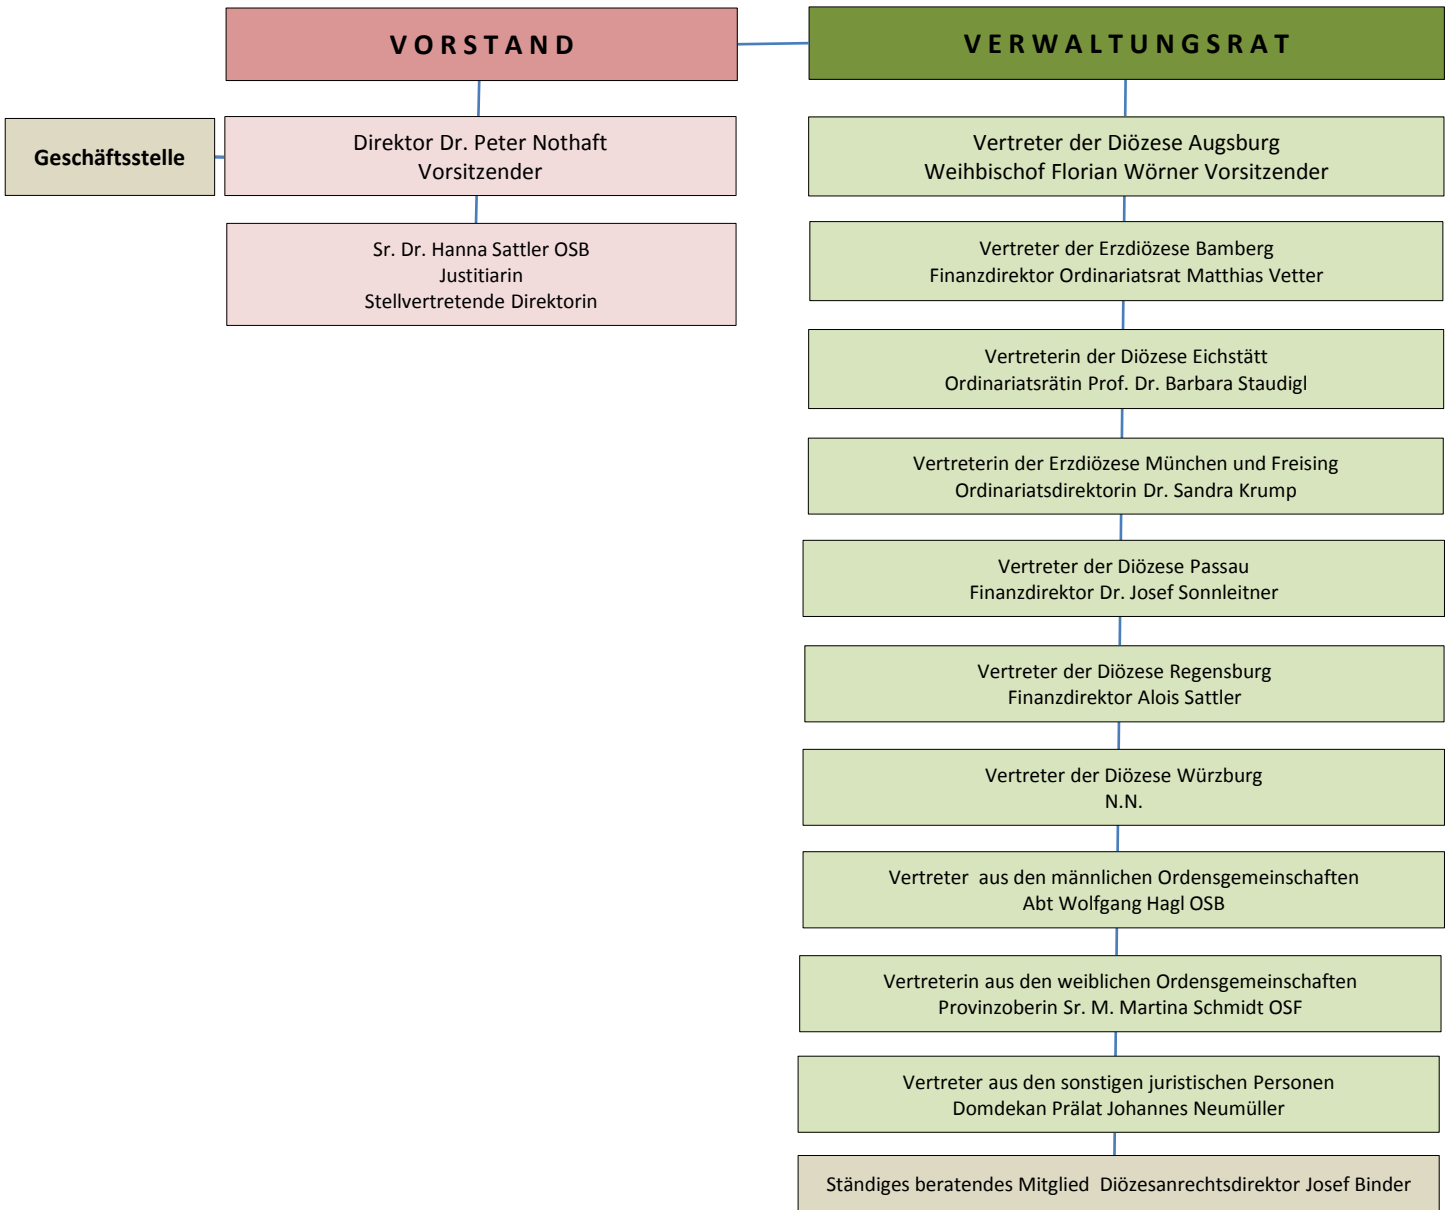 VORSTAND
VERWALTUNGSRAT
Geschäftsstelle
Direktor Dr. Peter Nothaft
Vorsitzender
Sr. Dr. Hanna Sattler OSB
Justitiarin
Stellvertretende Direktorin
Vertreter der Diözese Augsburg
Weihbischof Florian Wörner Vorsitzender
Vertreter der Erzdiözese Bamberg
Finanzdirektor Ordinariatsrat Matthias Vetter
Vertreterin der Diözese Eichstätt
Ordinariatsrätin Prof. Dr. Barbara Staudigl
Vertreterin der Erzdiözese München und Freising
Ordinariatsdirektorin Dr. Sandra Krump
Vertreter der Diözese Passau
Finanzdirektor Dr. Josef Sonnleitner
Vertreter der Diözese Regensburg
Finanzdirektor Alois Sattler
Vertreter der Diözese Würzburg
N.N.
Vertreter aus den männlichen Ordensgemeinschaften
Abt Wolfgang Hagl OSB
Vertreterin aus den weiblichen Ordensgemeinschaften
Provinzoberin Sr. M. Martina Schmidt OSF
Vertreter aus den sonstigen juristischen Personen
Domdekan Prälat Johannes Neumüller
Ständiges beratendes Mitglied Diözesanrechtsdirektor Josef Binder